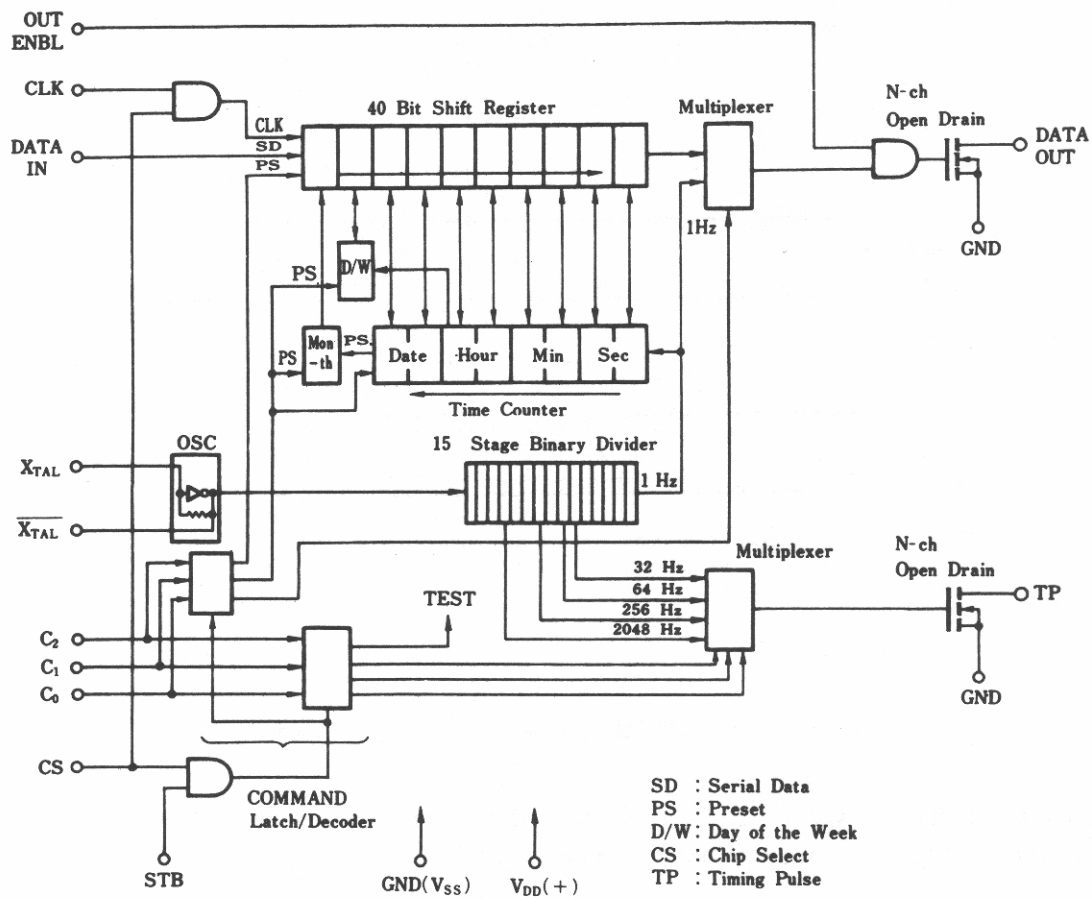 OUT
ENBL
CLK
DATA
IN
40 Bit Shift Register
CLK
SD
PS
Multiplexer
N-ch
Open Drain
DATA
OUT
GND
1Hz
D/W
PS
Mon
-th
PS
PS.
Date
Hour
Min
Sec
Time Counter
15 Stage Binary Divider
1 Hz
OSC
XTAL
XTAL
32 Hz
64 Hz
256 Hz
2048 Hz
Multiplexer
N-ch
Open Drain
TP
GND
TEST
C2
C1
C0
CS
COMMAND
Latch/Decoder
STB
GND(VSS)
VDD(+)
SD : Serial Data
PS : Preset
D/W : Day of the Week
CS : Chip Select
TP : Timing Pulse